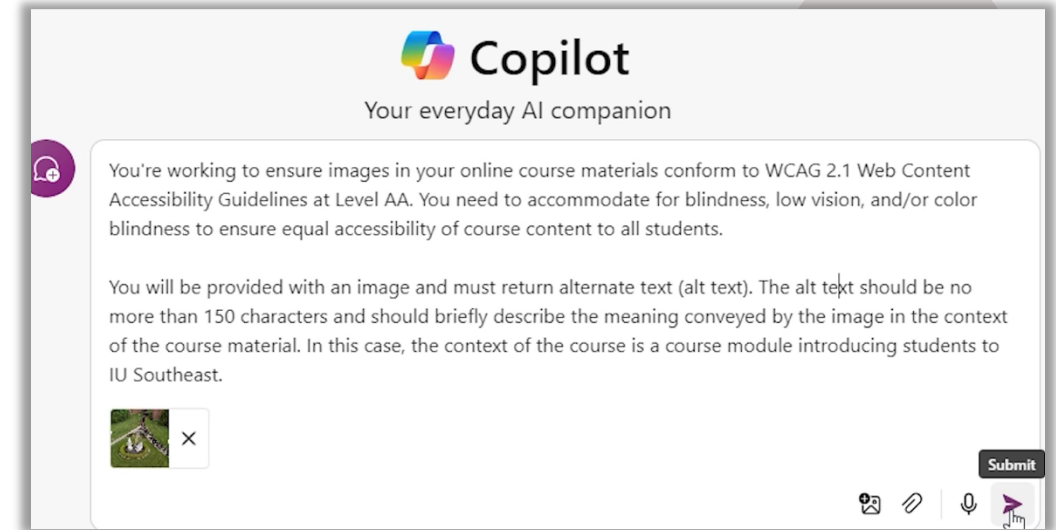 Copilot
Your everyday AI companion
You're working to ensure images in your online course materials conform to WCAG 2.1 Web Content
Accessibility Guidelines at Level AA. You need to accommodate for blindness, low vision, and/or color
blindness to ensure equal accessibility of course content to all students.
You will be provided with an image and must return alternate text (alt text). The alt text should be no
more than 150 characters and should briefly describe the meaning conveyed by the image in the context
of the course material. In this case, the context of the course is a course module introducing students to
IU Southeast.
Submit